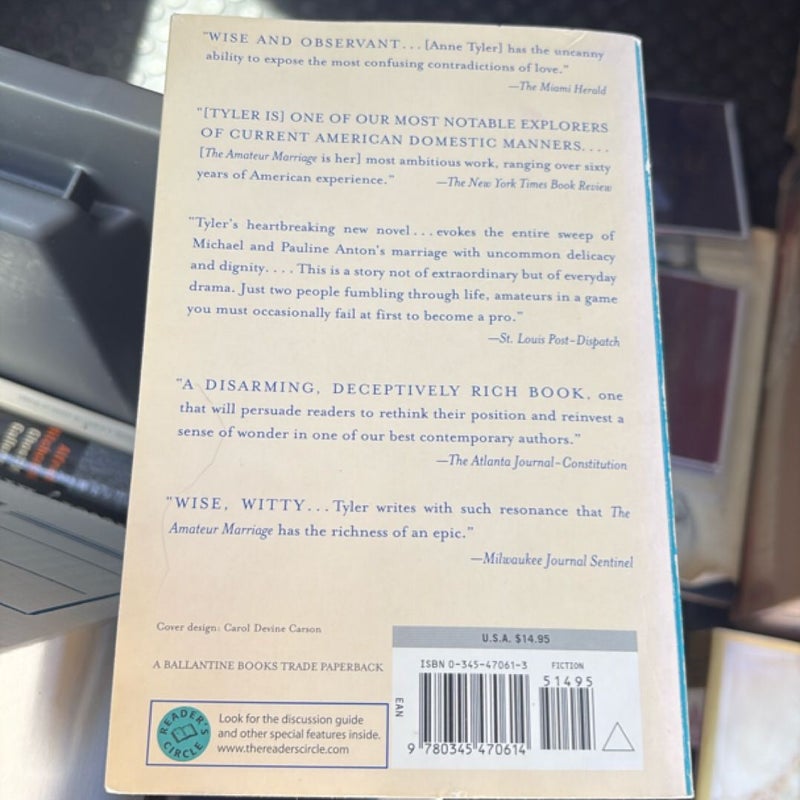 "WISE AND OBSERVANT... [Anne Tyler] has the uncanny
ability to expose the most confusing contradictions of love."
—The Miami Herald
"[TYLER IS] ONE OF OUR MOST NOTABLE EXPLORERS
OF CURRENT AMERICAN DOMESTIC MANNERS....
[The Amateur Marriage is her] most ambitious work, ranging over sixty
years of American experience." —The New York Times Book Review
"Tyler's heartbreaking new novel...evokes the entire sweep of
Michael and Pauline Anton's marriage with uncommon delicacy
and dignity.... This is a story not of extraordinary but of everyday
drama. Just two people fumbling through life, amateurs in a game
you must occasionally fail at first to become a pro."
—St. Louis Post-Dispatch
"A DISARMING, DECEPTIVELY RICH BOOK, one
that will persuade readers to rethink their position and reinvest a
sense of wonder in one of our best contemporary authors."
—The Atlanta Journal-Constitution
"WISE, WITTY... Tyler writes with such resonance that The
Amateur Marriage has the richness of an epic."
—Milwaukee Journal Sentinel
Cover design: Carol Devine Carson
A BALLANTINE BOOKS TRADE PAPERBACK
READER'S CIRCLE
Look for the discussion guide
and other special features inside.
www.thereaderscircle.com
U.S.A. $14.95
ISBN 0-345-47061-3 FICTION
51495
EAN
9 780345 470614